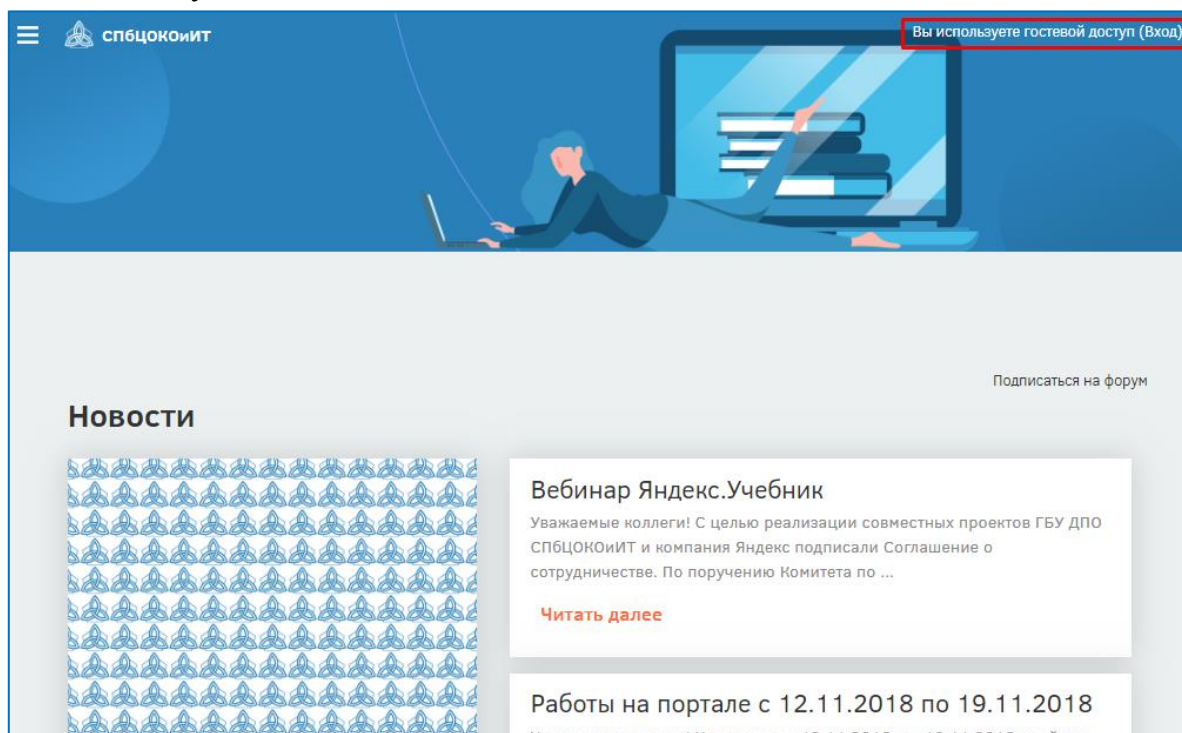 СПбЦОКОиИТ
Вы используете гостевой доступ (Вход)
Подписаться на форум
Новости
Вебинар Яндекс.Учебник
Уважаемые коллеги! С целью реализации совместных проектов ГБУ ДПО
СПбЦОКОиИТ и компания Яндекс подписали Соглашение о
сотрудничестве. По поручению Комитета по ...
Читать далее
Работы на портале с 12.11.2018 по 19.11.2018